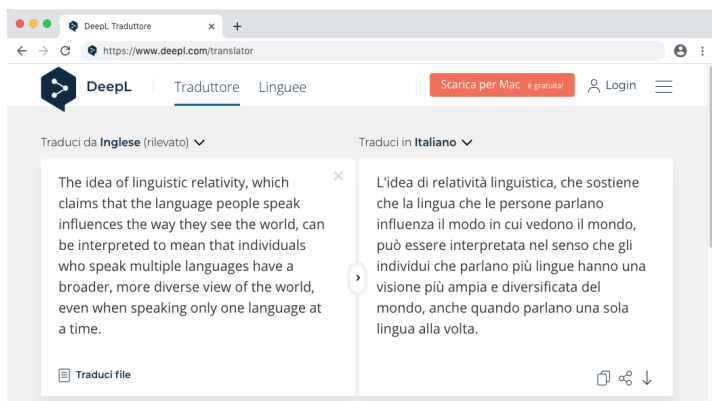 DeepL Traduttore
https://www.deepl.com/translator
DeepL Traduttore Linguee Scarica per Mac è gratuita! Login
Traduci da Inglese (rilevato)
Traduci in Italiano
The idea of linguistic relativity, which
claims that the language people speak
influences the way they see the world, can
be interpreted to mean that individuals
who speak multiple languages have a
broader, more diverse view of the world,
even when speaking only one language at
a time.
Traduci file
L'idea di relatività linguistica, che sostiene
che la lingua che le persone parlano
influenza il modo in cui vedono il mondo,
può essere interpretata nel senso che gli
individui che parlano più lingue hanno una
visione più ampia e diversificata del
mondo, anche quando parlano una sola
lingua alla volta.